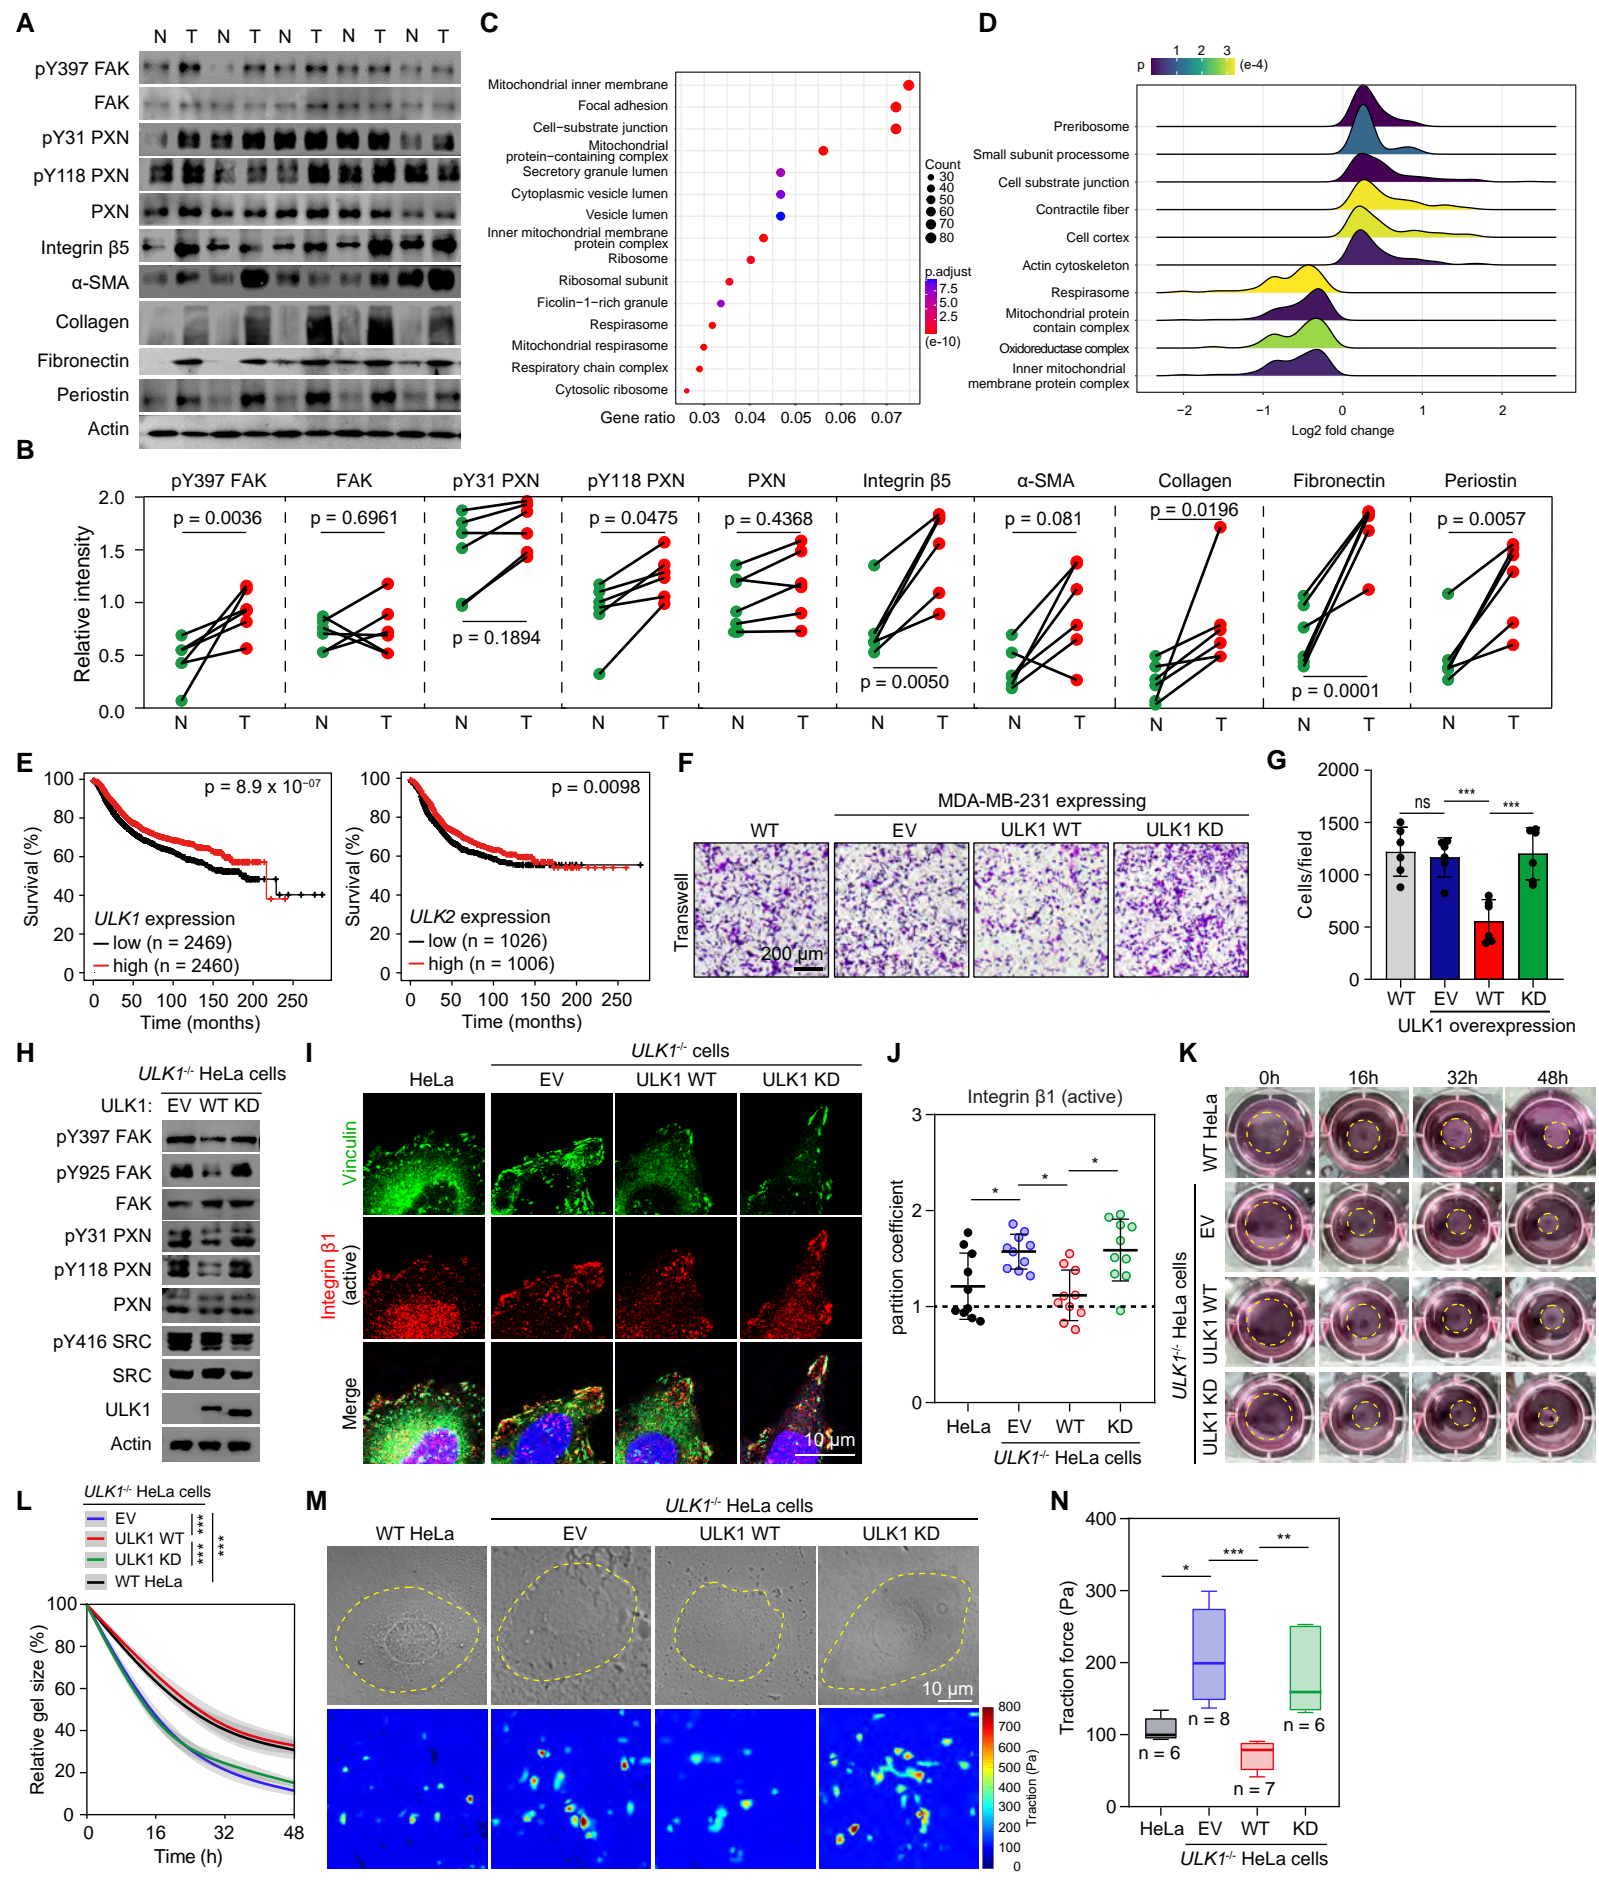 A
N T N T N T N T N T
pY397 FAK
FAK
pY31 PXN
pY118 PXN
PXN
Integrin β5
α-SMA
Collagen
Fibronectin
Periostin
Actin
C
Mitochondrial inner membrane
Focal adhesion
Cell−substrate junction
Mitochondrial
protein−containing complex
Secretory granule lumen
Cytoplasmic vesicle lumen
Vesicle lumen
Inner mitochondrial membrane
protein complex
Ribosome
Ribosomal subunit
Ficolin−1−rich granule
Respirasome
Mitochondrial respirasome
Respiratory chain complex
Cytosolic ribosome
Gene ratio 0.03 0.04 0.05 0.06 0.07
Count
30
40
50
60
70
80
p.adjust
7.5
5.0
2.5
(e-10)
D
1 2 3
p (e-4)
Preribosome
Small subunit processome
Cell substrate junction
Contractile fiber
Cell cortex
Actin cytoskeleton
Respirasome
Mitochondrial protein
contain complex
Oxidoreductase complex
Inner mitochondrial
membrane protein complex
−2 −1 0 1 2
Log2 fold change
B
pY397 FAK FAK pY31 PXN pY118 PXN PXN Integrin β5 α-SMA Collagen Fibronectin Periostin
Relative intensity
2.0
1.5
1.0
0.5
0.0
p = 0.0036
p = 0.6961
p = 0.1894
p = 0.0475
p = 0.4368
p = 0.0050
p = 0.081
p = 0.0196
p = 0.0001
p = 0.0057
N T N T N T N T N T N T N T N T N T N T
E
Survival (%)
100
80
60
40
20
0
p = 8.9 x 10⁻⁰⁷
ULK1 expression
low (n = 2469)
high (n = 2460)
0 50 100 150 200 250
Time (months)
Survival (%)
100
80
60
40
20
0
p = 0.0098
ULK2 expression
low (n = 1026)
high (n = 1006)
0 50 100 150 200 250
Time (months)
F
MDA-MB-231 expressing
WT EV ULK1 WT ULK1 KD
Transwell
200 µm
G
Cells/field
2000
1500
1000
500
0
ns *** ***
WT EV WT KD
ULK1 overexpression
H
ULK1-/- HeLa cells
ULK1: EV WT KD
pY397 FAK
pY925 FAK
FAK
pY31 PXN
pY118 PXN
PXN
pY416 SRC
SRC
ULK1
Actin
I
ULK1-/- cells
HeLa EV ULK1 WT ULK1 KD
Vinculin
Integrin β1
(active)
Merge
10 µm
J
Integrin β1 (active)
partition coefficient
3
2
1
0
* * *
HeLa EV WT KD
ULK1-/- HeLa cells
K
0h 16h 32h 48h
WT HeLa
EV
ULK1 WT
ULK1 KD
ULK1-/- HeLa cells
L
ULK1-/- HeLa cells
EV
ULK1 WT
ULK1 KD
WT HeLa
*** *** ***
Relative gel size (%)
100
80
60
40
20
0
0 16 32 48
Time (h)
M
ULK1-/- HeLa cells
WT HeLa EV ULK1 WT ULK1 KD
10 µm
800
700
600
500
400
300
200
100
0
Traction (Pa)
N
Traction force (Pa)
400
300
200
100
0
* *** **
n = 6
n = 8
n = 7
n = 6
HeLa EV WT KD
ULK1-/- HeLa cells